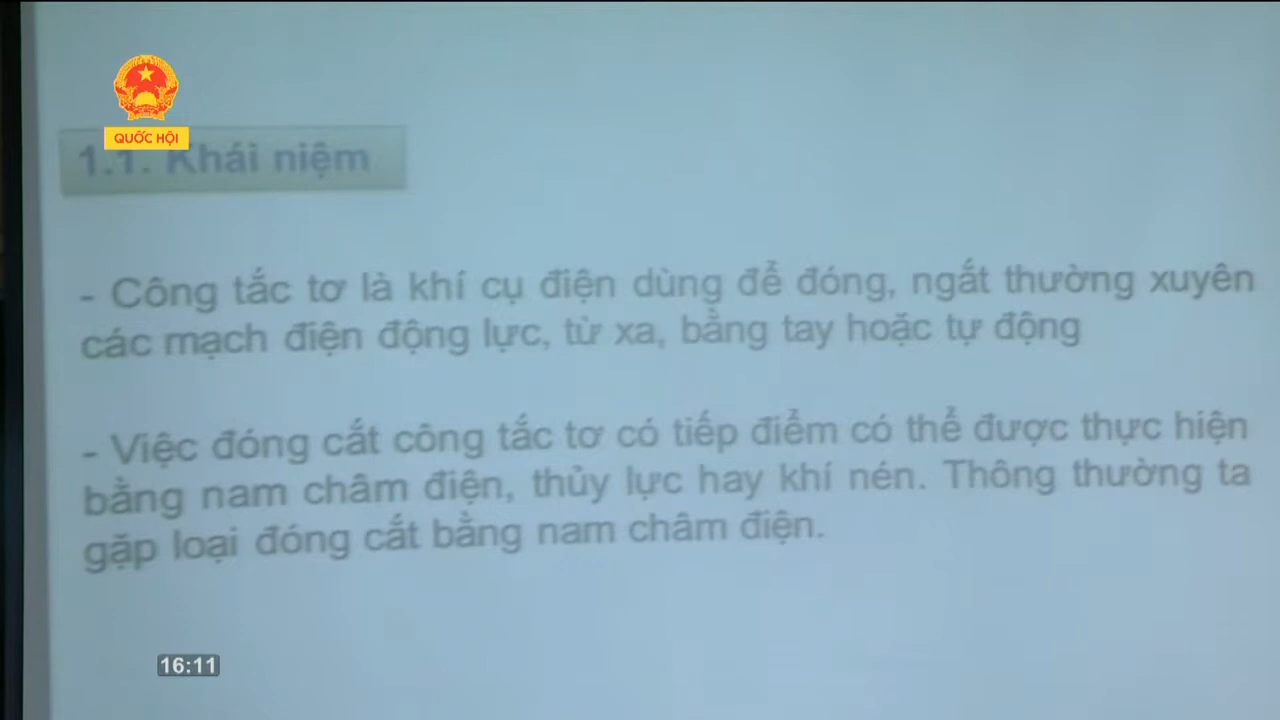 QUỐC HỘI
1.1. Khái niệm
- Công tắc tơ là khí cụ điện dùng để đóng, ngắt thường xuyên
các mạch điện động lực, từ xa, bằng tay hoặc tự động
- Việc đóng cắt công tắc tơ có tiếp điểm có thể được thực hiện
bằng nam châm điện, thủy lực hay khí nén. Thông thường ta
gặp loại đóng cắt bằng nam châm điện.
16:11